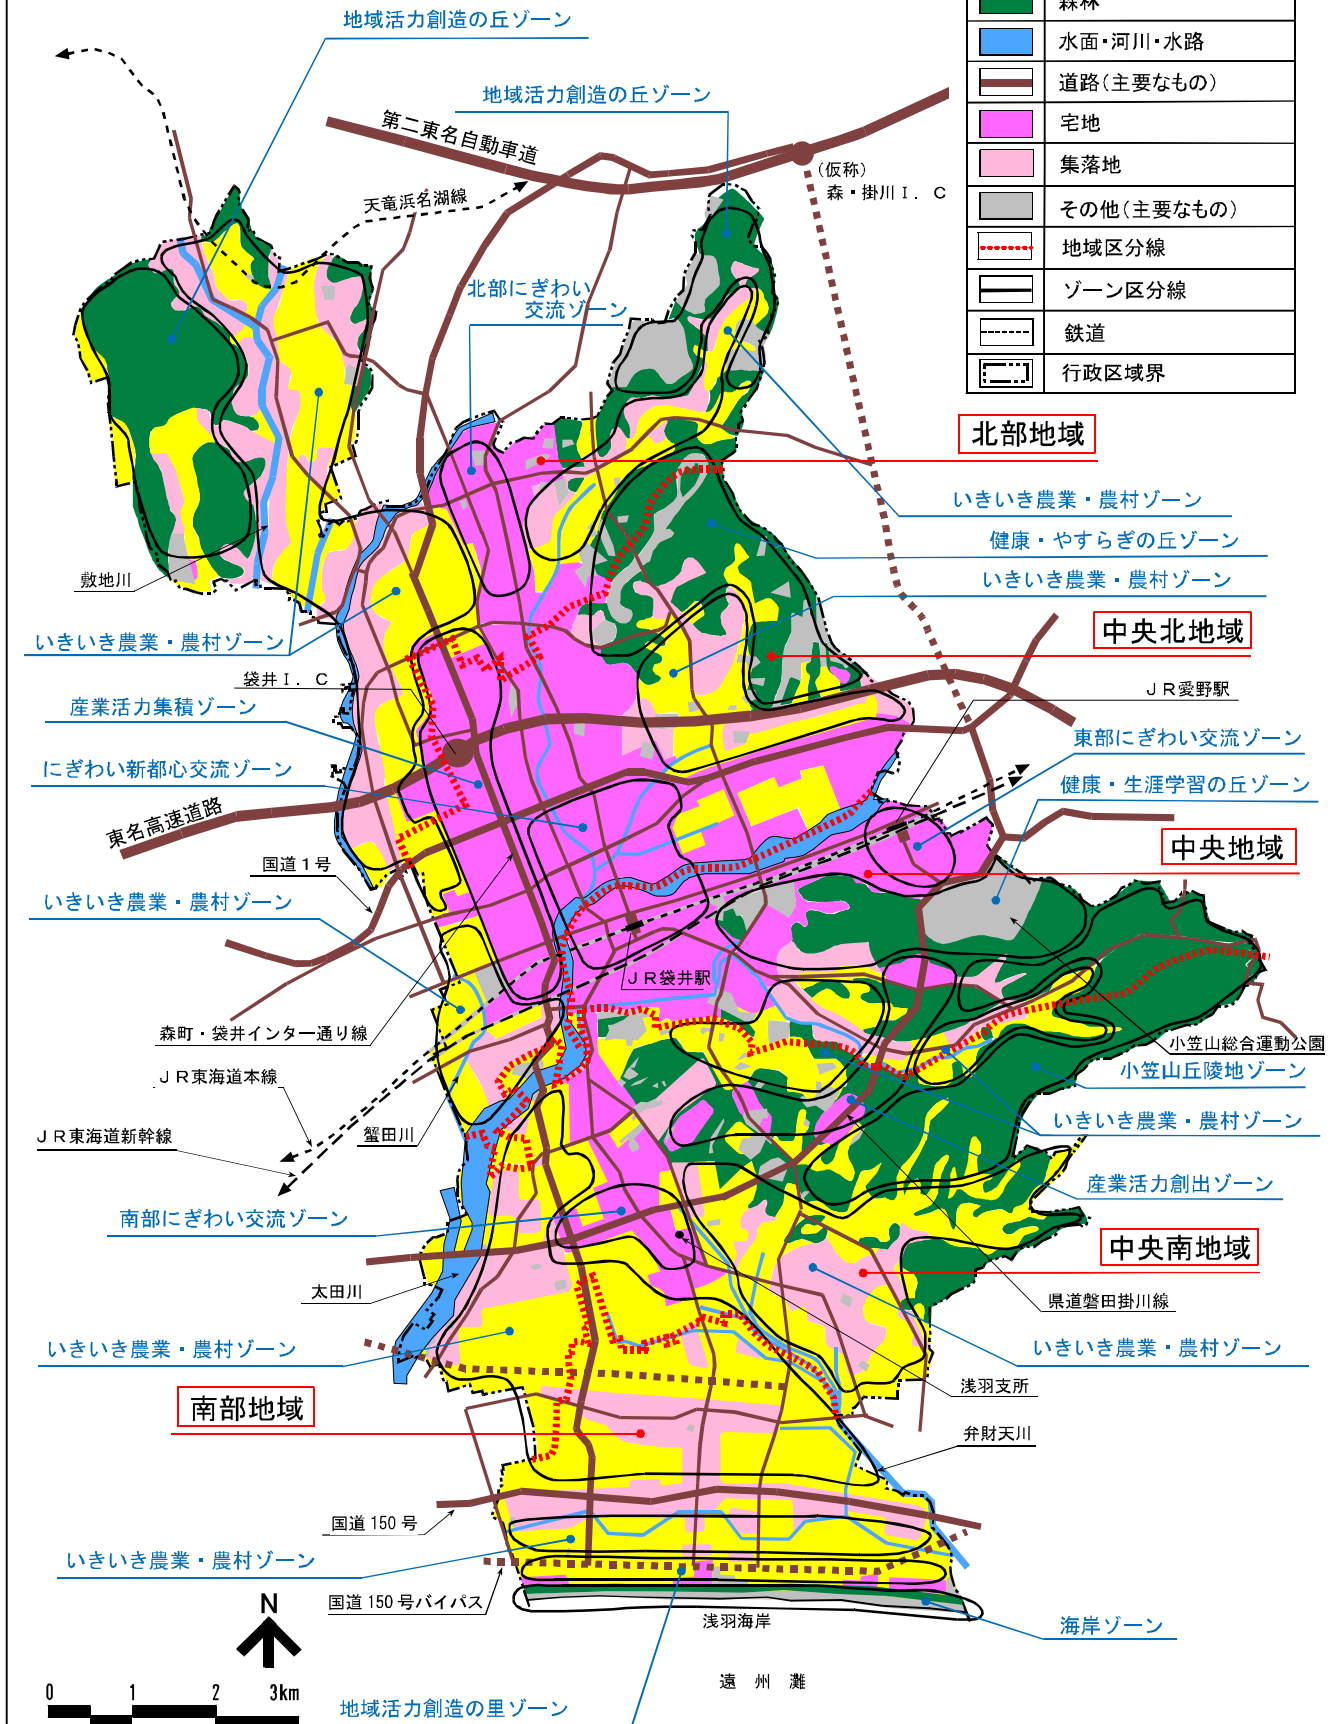 森林
地域活力創造の丘ゾーン
水面・河川・水路
道路(主要なもの)
地域活力創造の丘ゾーン
第二東名自動車道
宅地
(仮称)
森・掛川I.C
集落地
天竜浜名湖線
その他(主要なもの)
地域区分線
北部にぎわい
交流ゾーン
ゾーン区分線
鉄道
行政区域界
北部地域
いきいき農業・農村ゾーン
健康・やすらぎの丘ゾーン
敷地川
いきいき農業・農村ゾーン
中央北地域
いきいき農業・農村ゾーン
袋井I.C
JR愛野駅
産業活力集積ゾーン
東部にぎわい交流ゾーン
にぎわい新都心交流ゾーン
健康・生涯学習の丘ゾーン
東名高速道路
中央地域
国道1号
いきいき農業・農村ゾーン
JR袋井駅
森町・袋井インター通り線
小笠山総合運動公園
JR東海道本線
小笠山丘陵地ゾーン
いきいき農業・農村ゾーン
JR東海道新幹線
蟹田川
産業活力創出ゾーン
南部にぎわい交流ゾーン
中央南地域
太田川
県道磐田掛川線
いきいき農業・農村ゾーン
いきいき農業・農村ゾーン
浅羽支所
南部地域
弁財天川
国道150号
いきいき農業・農村ゾーン
国道150号バイパス
浅羽海岸
海岸ゾーン
N
遠州灘
0 1 2 3km
地域活力創造の里ゾーン